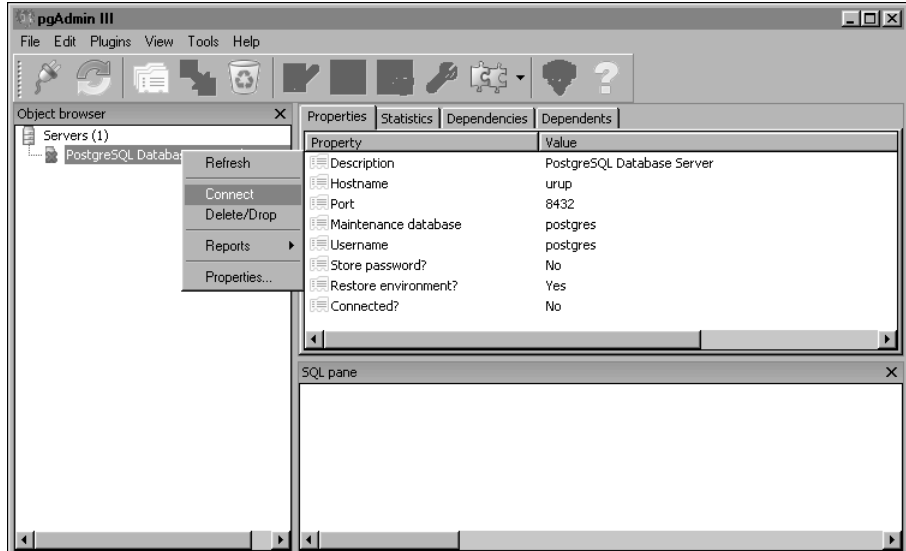 pgAdmin III
File Edit Plugins View Tools Help
Object browser
Servers (1)
PostgreSQL
Refresh
Connect
Delete/Drop
Reports
Properties...
Properties Statistics Dependencies Dependents
Property Value
Description PostgreSQL Database Server
Hostname urup
Port 8432
Maintenance database postgres
Username postgres
Store password? No
Restore environment? Yes
Connected? No
SQL pane